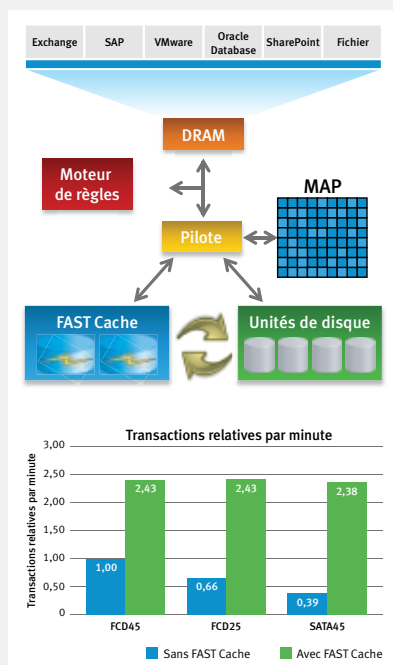 Exchange
SAP
VMware
Oracle
Database
SharePoint
Fichier
DRAM
Moteur
de règles
MAP
Pilote
FAST Cache
Unités de disque
Transactions relatives par minute
Transactions relatives par minute
3,00
2,50
2,00
1,50
1,00
0,50
0
1,00
2,43
0,66
2,43
0,39
2,38
FCD45
FCD25
SATA45
Sans FAST Cache
Avec FAST Cache